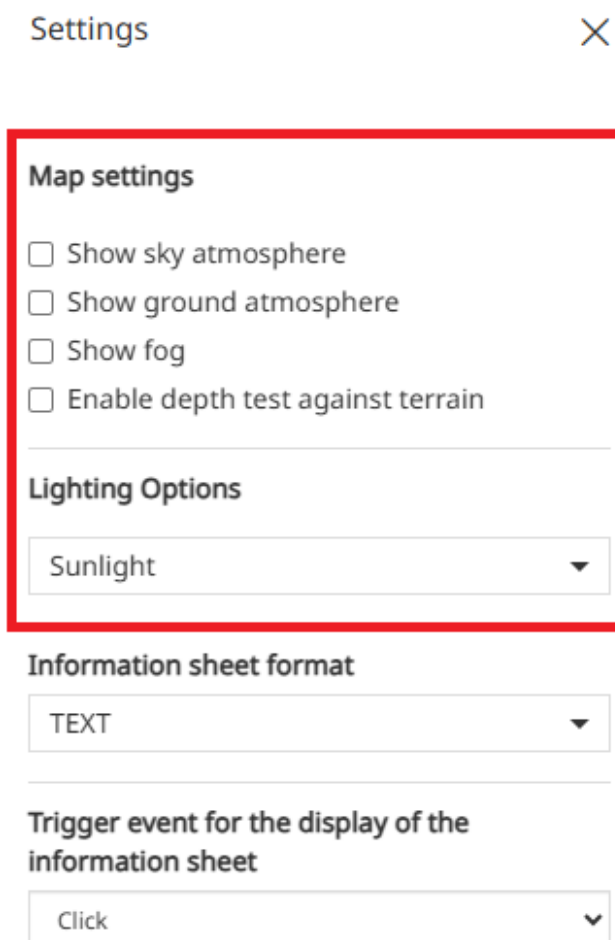 Settings
Map settings
Show sky atmosphere
Show ground atmosphere
Show fog
Enable depth test against terrain
Lighting Options
Sunlight
Information sheet format
TEXT
Trigger event for the display of the
information sheet
Click